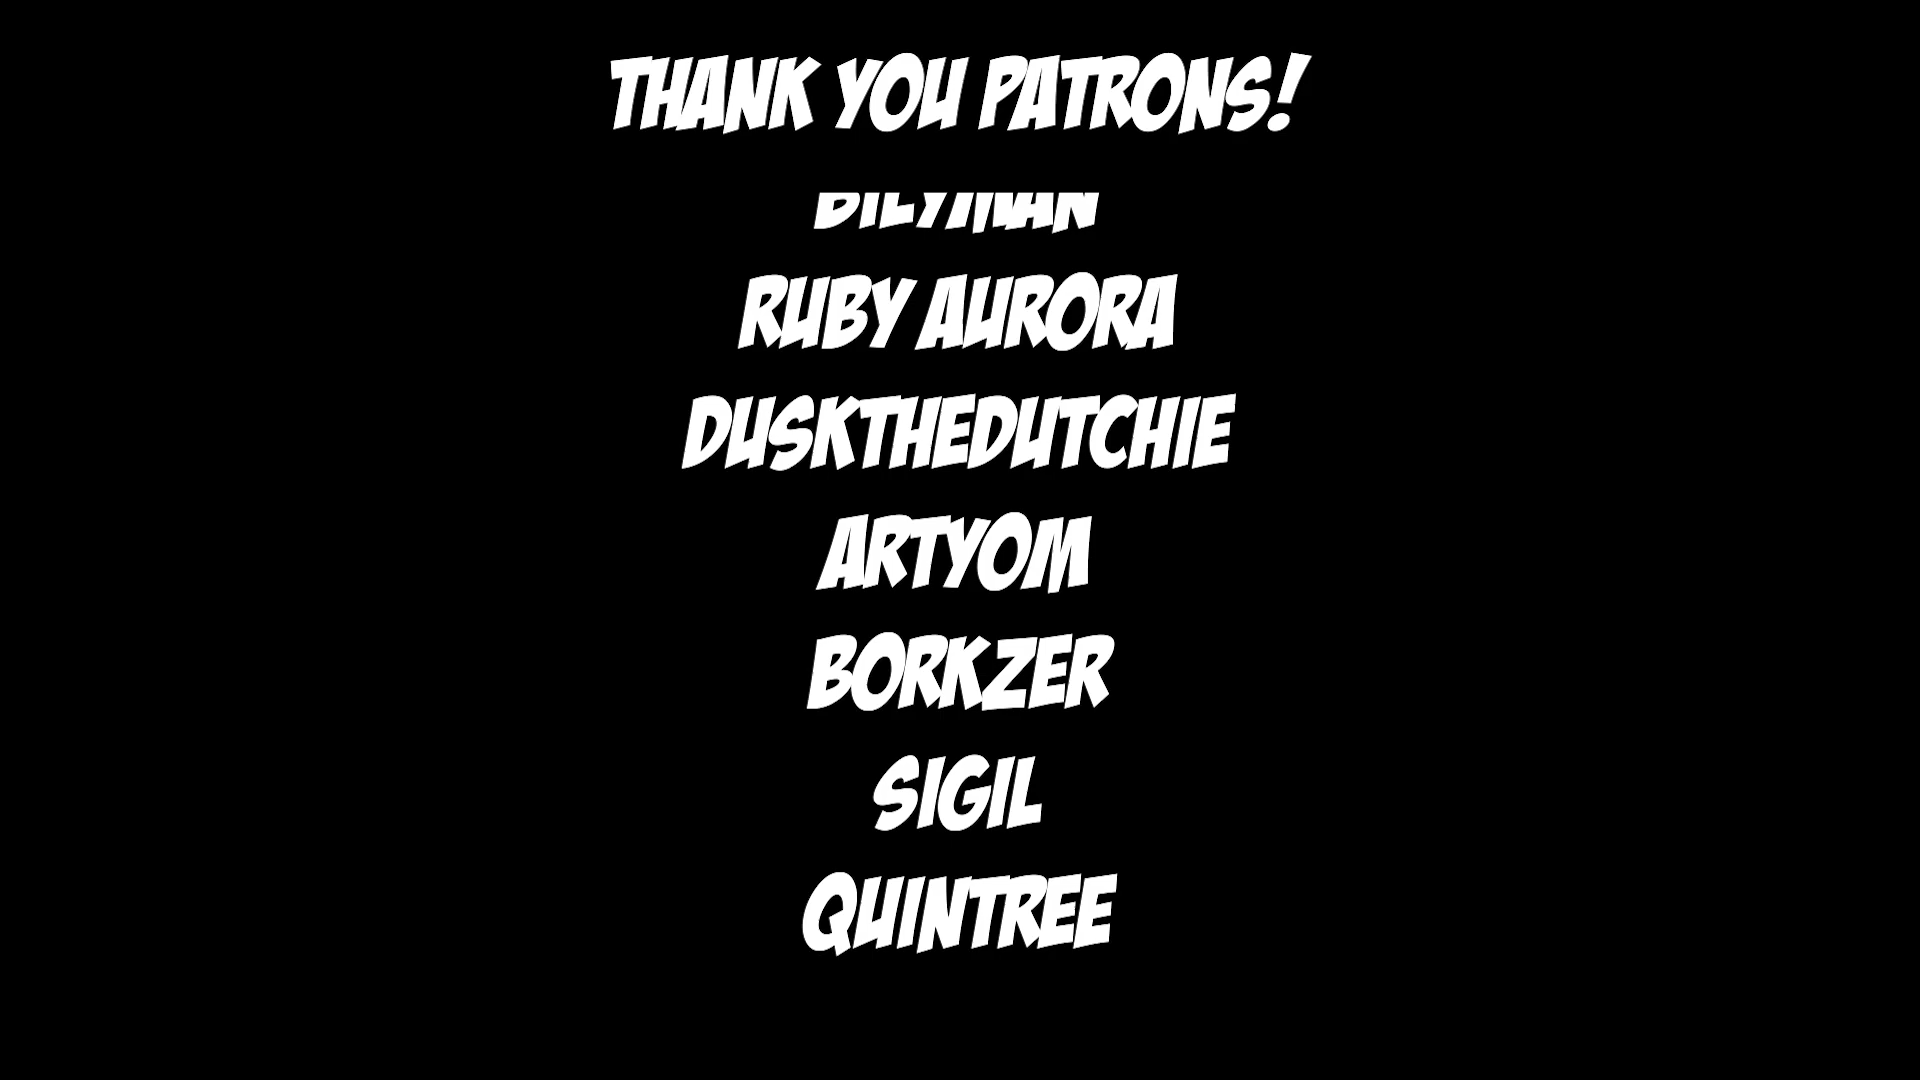 THANK YOU PATRONS!
RUBY AURORA
DUSKTHEDUTCHIE
ARTYOM
BORKZER
SIGIL
QUINTREE